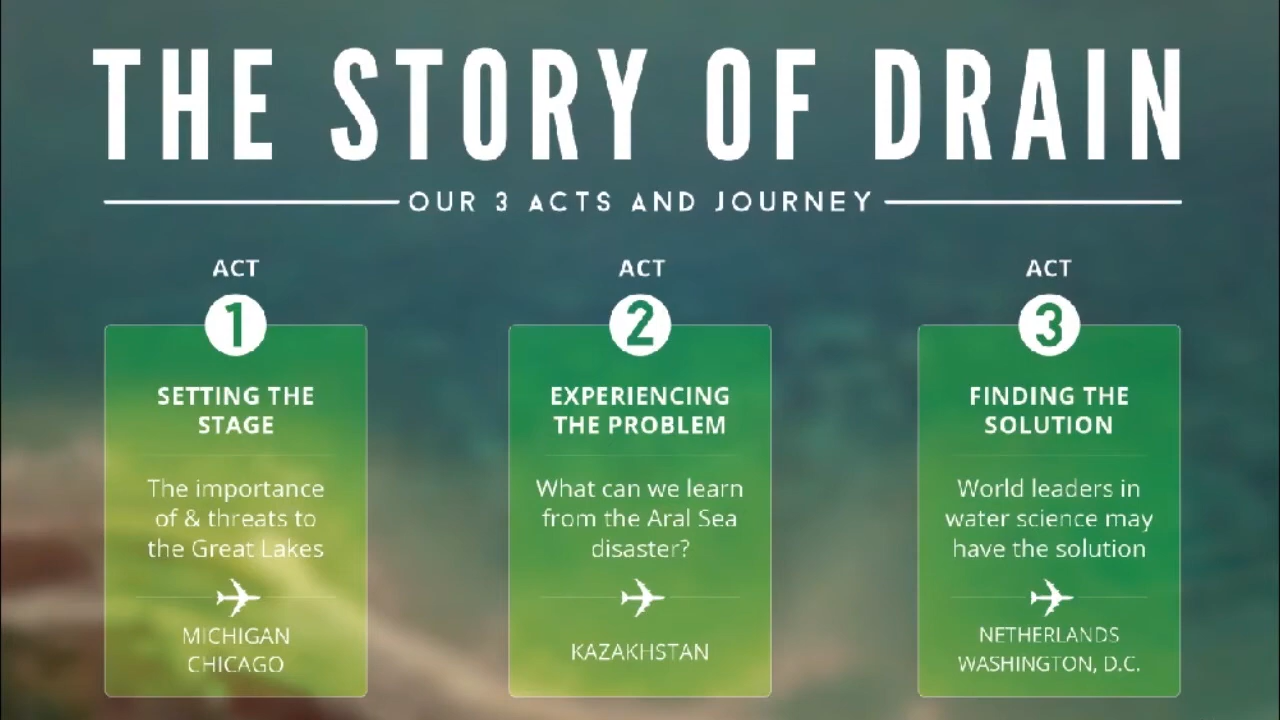 THE STORY OF DRAIN
OUR 3 ACTS AND JOURNEY
ACT
1
SETTING THE
STAGE
The importance
of & threats to
the Great Lakes
MICHIGAN
CHICAGO
ACT
2
EXPERIENCING
THE PROBLEM
What can we learn
from the Aral Sea
disaster?
KAZAKHSTAN
ACT
3
FINDING THE
SOLUTION
World leaders in
water science may
have the solution
NETHERLANDS
WASHINGTON, D.C.